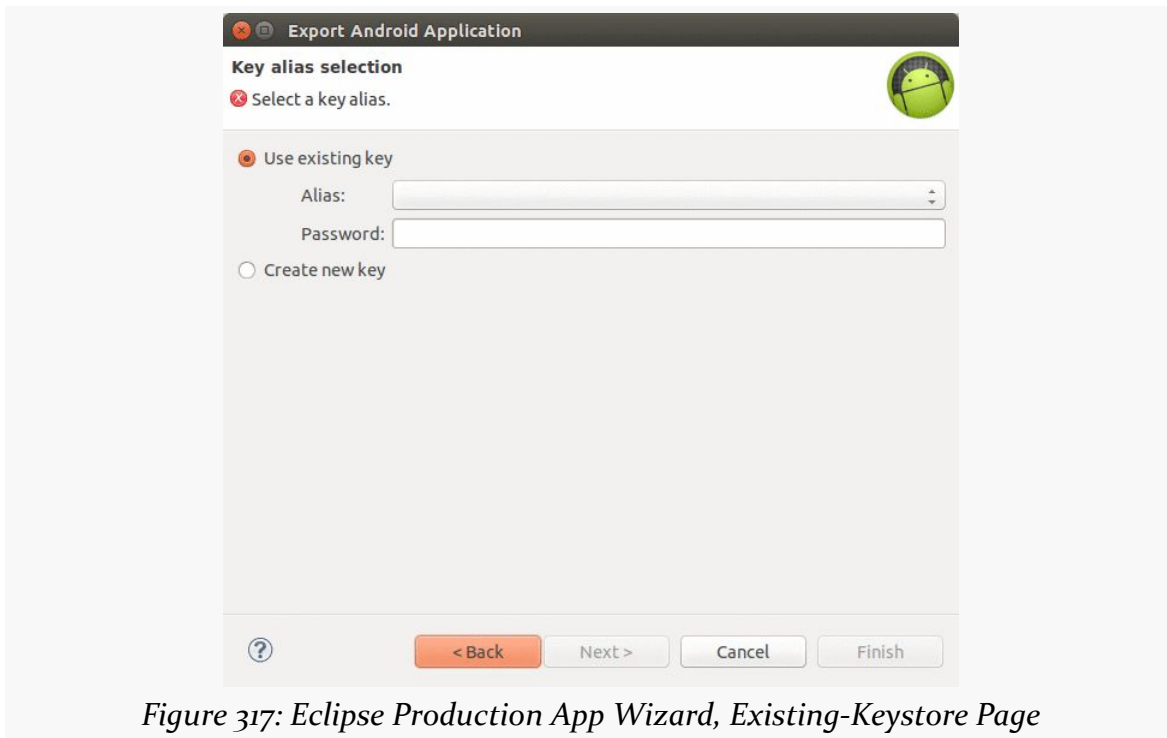 Export Android Application
Key alias selection
Select a key alias.
Use existing key
Alias:
Password:
Create new key
< Back Next > Cancel Finish
Figure 317: Eclipse Production App Wizard, Existing-Keystore Page